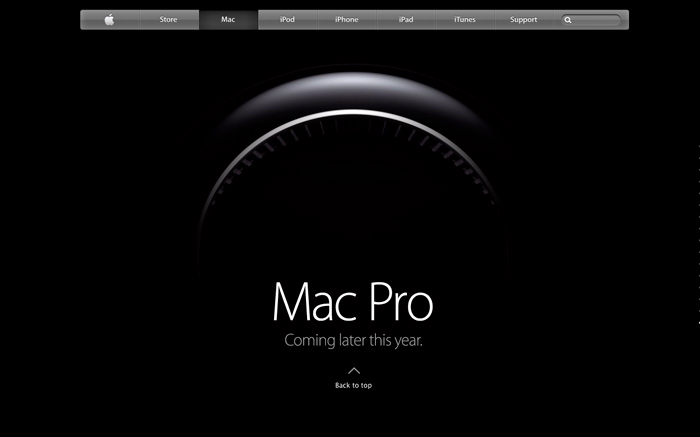 Store Mac iPod iPhone iPad iTunes Support
Mac Pro
Coming later this year.
Back to top